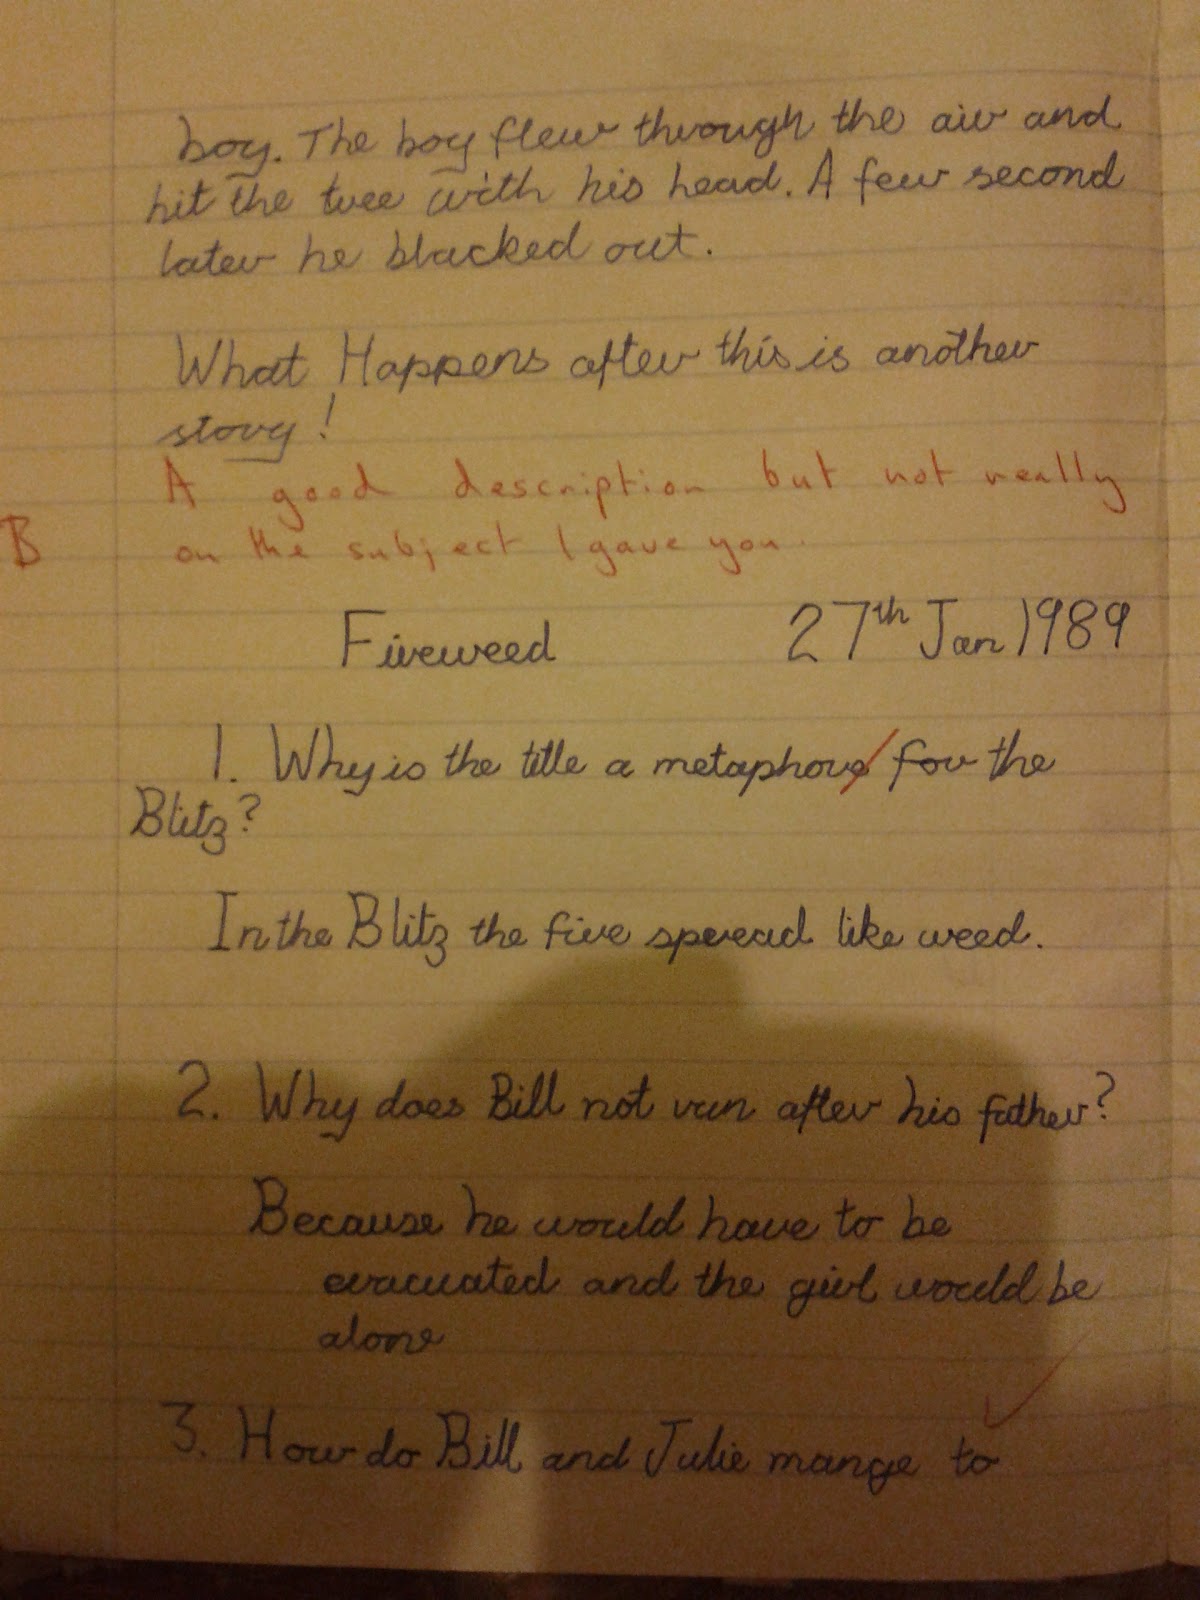 boy. The boy flew through the air and
hit the tree with his head. A few second
later he blacked out.
What Happens after this is another
story!
A good description but not really
B on the subject I gave you.
Fireweed 27th Jan 1989
1. Why is the title a metaphore for the
Blitz?
In the Blitz the fire spread like weed.
2. Why does Bill not run after his father?
Because he would have to be
evacuated and the girl would be
alone
3. How do Bill and Julie mange to